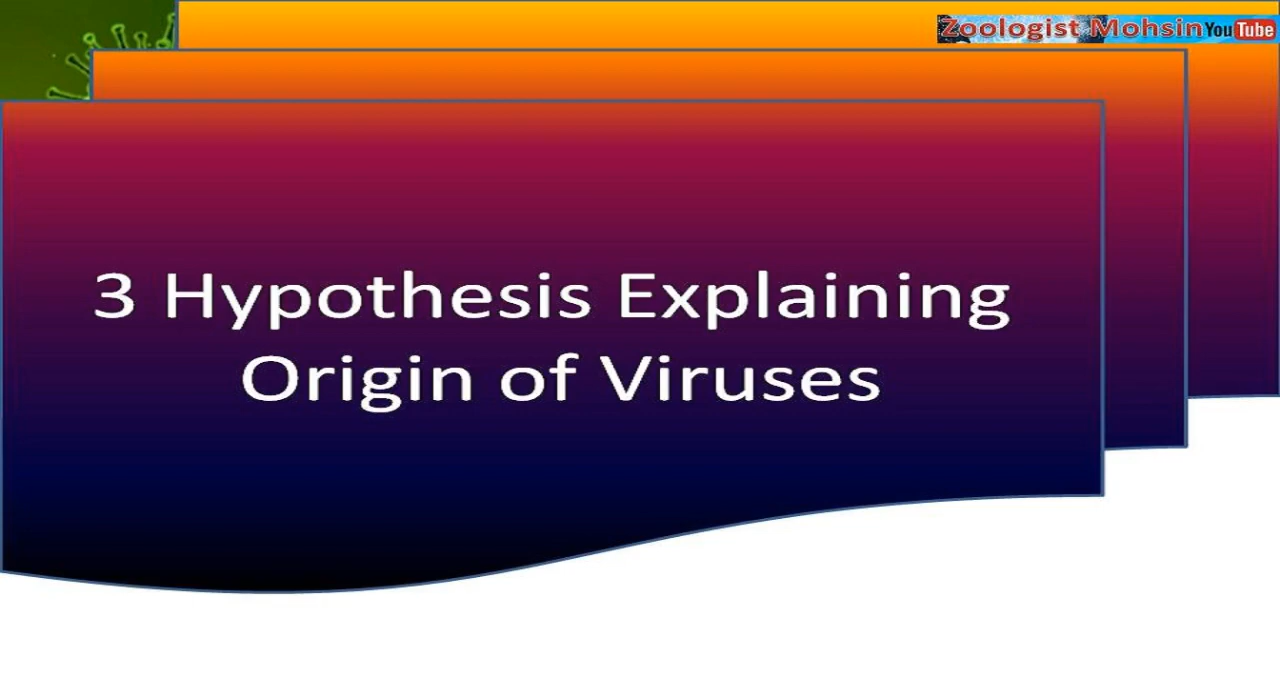 Zoologist Mohsin YouTube
3 Hypothesis Explaining
Origin of Viruses